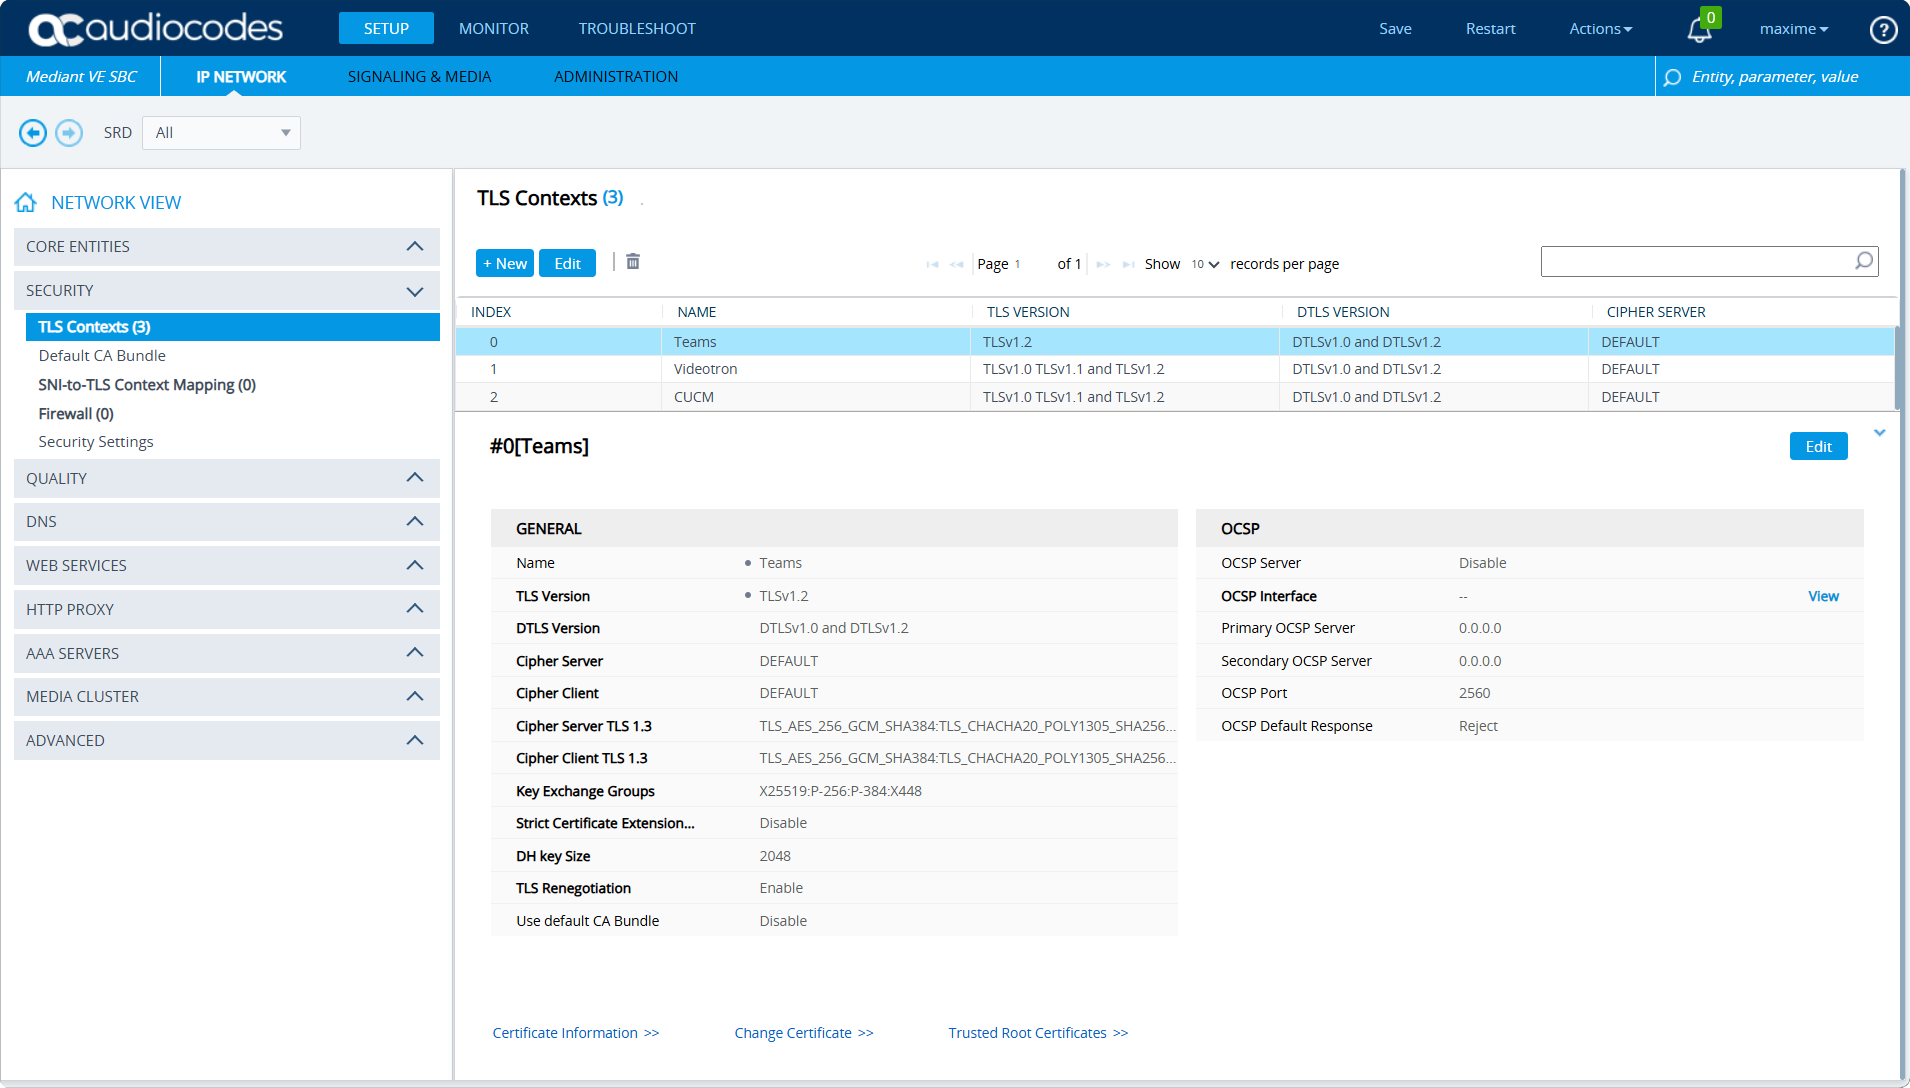 audiocodes SETUP MONITOR TROUBLESHOOT Save Restart Actions 0 maxime ?
Mediant VE SBC IP NETWORK SIGNALING & MEDIA ADMINISTRATION Entity, parameter, value
SRD All
NETWORK VIEW
CORE ENTITIES
SECURITY
TLS Contexts (3)
Default CA Bundle
SNI-to-TLS Context Mapping (0)
Firewall (0)
Security Settings
QUALITY
DNS
WEB SERVICES
HTTP PROXY
AAA SERVERS
MEDIA CLUSTER
ADVANCED
TLS Contexts (3) .
+ New Edit Page 1 of 1 Show 10 records per page
INDEX NAME TLS VERSION DTLS VERSION CIPHER SERVER
0 Teams TLSv1.2 DTLSv1.0 and DTLSv1.2 DEFAULT
1 Videotron TLSv1.0 TLSv1.1 and TLSv1.2 DTLSv1.0 and DTLSv1.2 DEFAULT
2 CUCM TLSv1.0 TLSv1.1 and TLSv1.2 DTLSv1.0 and DTLSv1.2 DEFAULT
#0[Teams] Edit
GENERAL
Name • Teams
TLS Version • TLSv1.2
DTLS Version DTLSv1.0 and DTLSv1.2
Cipher Server DEFAULT
Cipher Client DEFAULT
Cipher Server TLS 1.3 TLS_AES_256_GCM_SHA384:TLS_CHACHA20_POLY1305_SHA256...
Cipher Client TLS 1.3 TLS_AES_256_GCM_SHA384:TLS_CHACHA20_POLY1305_SHA256...
Key Exchange Groups X25519:P-256:P-384:X448
Strict Certificate Extension... Disable
DH key Size 2048
TLS Renegotiation Enable
Use default CA Bundle Disable
OCSP
OCSP Server Disable
OCSP Interface -- View
Primary OCSP Server 0.0.0.0
Secondary OCSP Server 0.0.0.0
OCSP Port 2560
OCSP Default Response Reject
Certificate Information >> Change Certificate >> Trusted Root Certificates >>